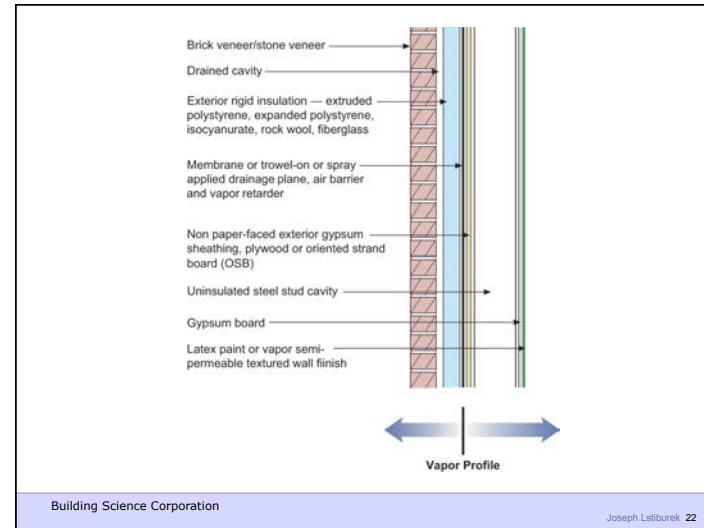 Brick veneer/stone veneer
Drained cavity
Exterior rigid insulation — extruded
polystyrene, expanded polystyrene,
isocyanurate, rock wool, fiberglass
Membrane or trowel-on or spray
applied drainage plane, air barrier
and vapor retarder
Non paper-faced exterior gypsum
sheathing, plywood or oriented strand
board (OSB)
Uninsulated steel stud cavity
Gypsum board
Latex paint or vapor semi-
permeable textured wall fiinish
Vapor Profile
Building Science Corporation
Joseph Lstiburek 22